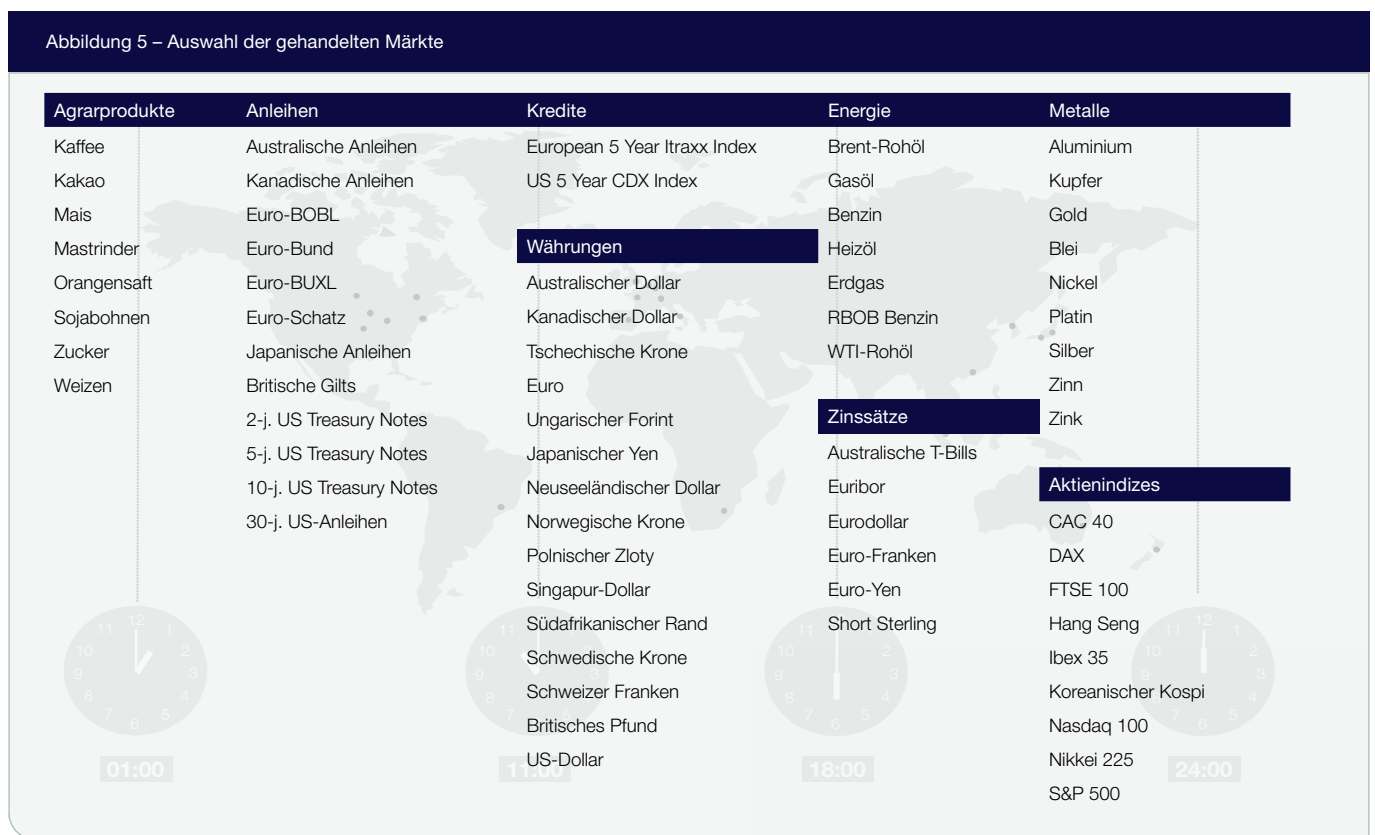 Abbildung 5 – Auswahl der gehandelten Märkte
Agrarprodukte
Kaffee
Kakao
Mais
Mastrinder
Orangensaft
Sojabohnen
Zucker
Weizen
Anleihen
Australische Anleihen
Kanadische Anleihen
Euro-BOBL
Euro-Bund
Euro-BUXL
Euro-Schatz
Japanische Anleihen
Britische Gilts
2-j. US Treasury Notes
5-j. US Treasury Notes
10-j. US Treasury Notes
30-j. US-Anleihen
Kredite
European 5 Year Itraxx Index
US 5 Year CDX Index
Währungen
Australischer Dollar
Kanadischer Dollar
Tschechische Krone
Euro
Ungarischer Forint
Japanischer Yen
Neuseeländischer Dollar
Norwegische Krone
Polnischer Zloty
Singapur-Dollar
Südafrikanischer Rand
Schwedische Krone
Schweizer Franken
Britisches Pfund
US-Dollar
Energie
Brent-Rohöl
Gasöl
Benzin
Heizöl
Erdgas
RBOB Benzin
WTI-Rohöl
Zinssätze
Australische T-Bills
Euribor
Eurodollar
Euro-Franken
Euro-Yen
Short Sterling
Metalle
Aluminium
Kupfer
Gold
Blei
Nickel
Platin
Silber
Zinn
Zink
Aktienindizes
CAC 40
DAX
FTSE 100
Hang Seng
Ibex 35
Koreanischer Kospi
Nasdaq 100
Nikkei 225
S&P 500
01:00
11:00
18:00
24:00